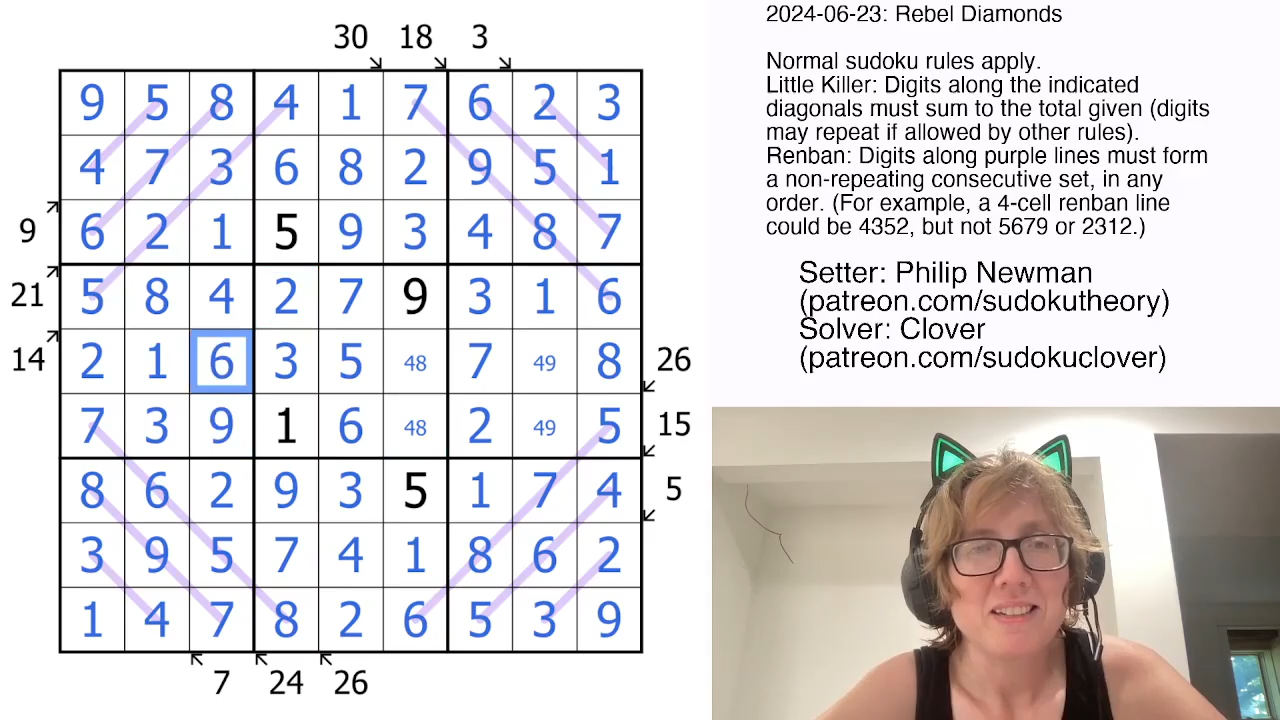 30 18 3
9 5 8 4 1 7 6 2 3
4 7 3 6 8 2 9 5 1
9 6 2 1 5 9 3 4 8 7
21 5 8 4 2 7 9 3 1 6
14 2 1 6 3 5 48 7 49 8 26
7 3 9 1 6 48 2 49 5 15
8 6 2 9 3 5 1 7 4 5
3 9 5 7 4 1 8 6 2
1 4 7 8 2 6 5 3 9
7 24 26
2024-06-23: Rebel Diamonds
Normal sudoku rules apply.
Little Killer: Digits along the indicated
diagonals must sum to the total given (digits
may repeat if allowed by other rules).
Renban: Digits along purple lines must form
a non-repeating consecutive set, in any
order. (For example, a 4-cell renban line
could be 4352, but not 5679 or 2312.)
Setter: Philip Newman
(patreon.com/sudokutheory)
Solver: Clover
(patreon.com/sudokuclover)